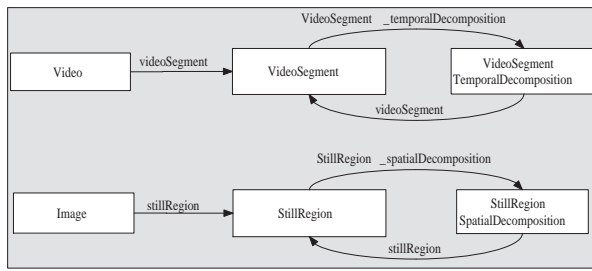 VideoSegment _temporalDecomposition
Video
videoSegment
VideoSegment
VideoSegment
TemporalDecomposition
videoSegment
StillRegion _spatialDecomposition
Image
stillRegion
StillRegion
StillRegion
SpatialDecomposition
stillRegion